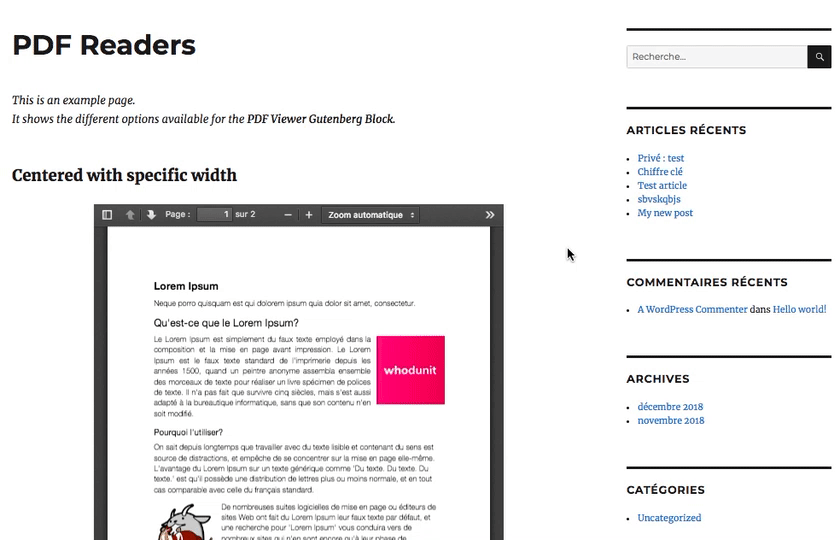 PDF Readers
This is an example page.
It shows the different options available for the PDF Viewer Gutenberg Block.
Centered with specific width
Page : 1 sur 2 Zoom automatique
Lorem Ipsum
Neque porro quisquam est qui dolorem ipsum quia dolor sit amet, consectetur.
Qu'est-ce que le Lorem Ipsum?
Le Lorem Ipsum est simplement du faux texte employé dans la
composition et la mise en page avant impression. Le Lorem
Ipsum est le faux texte standard de l'imprimerie depuis les
années 1500, quand un peintre anonyme assembla ensemble
des morceaux de texte pour réaliser un livre spécimen de polices
de texte. Il n'a pas fait que survivre cinq siècles, mais s'est aussi
adapté à la bureautique informatique, sans que son contenu n'en
soit modifié.
whodunit
Pourquoi l'utiliser?
On sait depuis longtemps que travailler avec du texte lisible et contenant du sens est
source de distractions, et empêche de se concentrer sur la mise en page elle-même.
L'avantage du Lorem Ipsum sur un texte générique comme 'Du texte. Du texte. Du
texte.' est qu'il possède une distribution de lettres plus ou moins normale, et en tout
cas comparable avec celle du français standard.
De nombreuses suites logicielles de mise en page ou éditeurs de
sites Web ont fait du Lorem Ipsum leur faux texte par défaut, et
une recherche pour 'Lorem Ipsum' vous conduira vers de
nombreux sites qui n'en sont encore qu'à leur phase de
Recherche...
ARTICLES RÉCENTS
Privé : test
Chiffre clé
Test article
sbvskqbjs
My new post
COMMENTAIRES RÉCENTS
A WordPress Commenter dans Hello world!
ARCHIVES
décembre 2018
novembre 2018
CATÉGORIES
Uncategorized